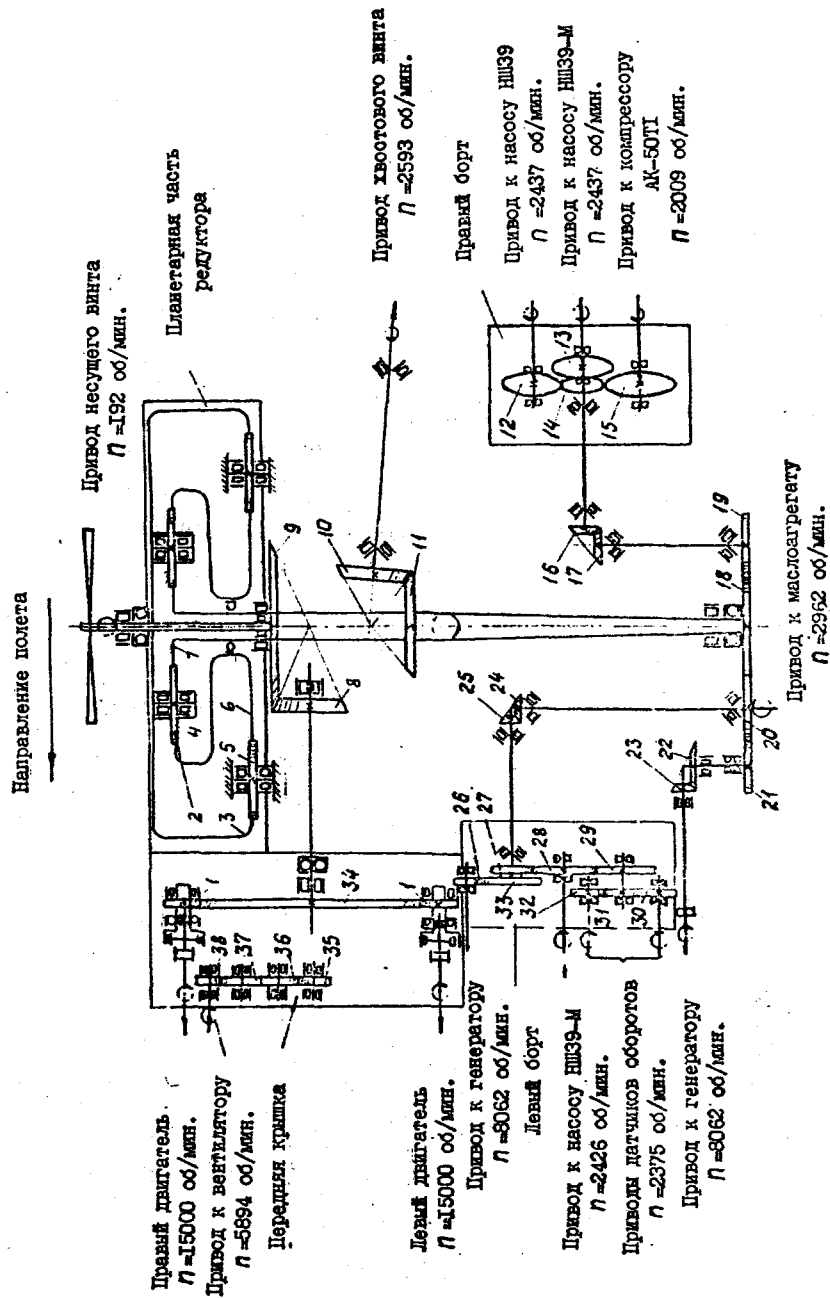 Направление полета
Привод несущего винта
n=192 об/мин.
Планетарная часть
редуктора
Привод хвостового винта
n=2593 об/мин.
Правый борт
Привод к насосу НШ39
n=2437 об/мин.
Привод к насосу НШ39-М
n=2437 об/мин.
Привод к компрессору
АК-50Т1
n=2009 об/мин.
Привод к маслоагрегату
n=2962 об/мин.
Правый двигатель
n=15000 об/мин.
Привод к вентилятору
n=5894 об/мин.
Передняя крышка
Левый двигатель
n=15000 об/мин.
Привод к генератору
n=8062 об/мин.
Левый борт
Привод к насосу НШ39-М
n=2426 об/мин.
Приводы датчиков оборотов
n=2375 об/мин.
Привод к генератору
n=8062 об/мин.
1
2
3
4
5
6
7
8
9
10
11
12
13
14
15
16
17
18
19
20
21
22
23
24
25
26
27
28
29
30
31
32
33
34
1
35
36
37
38